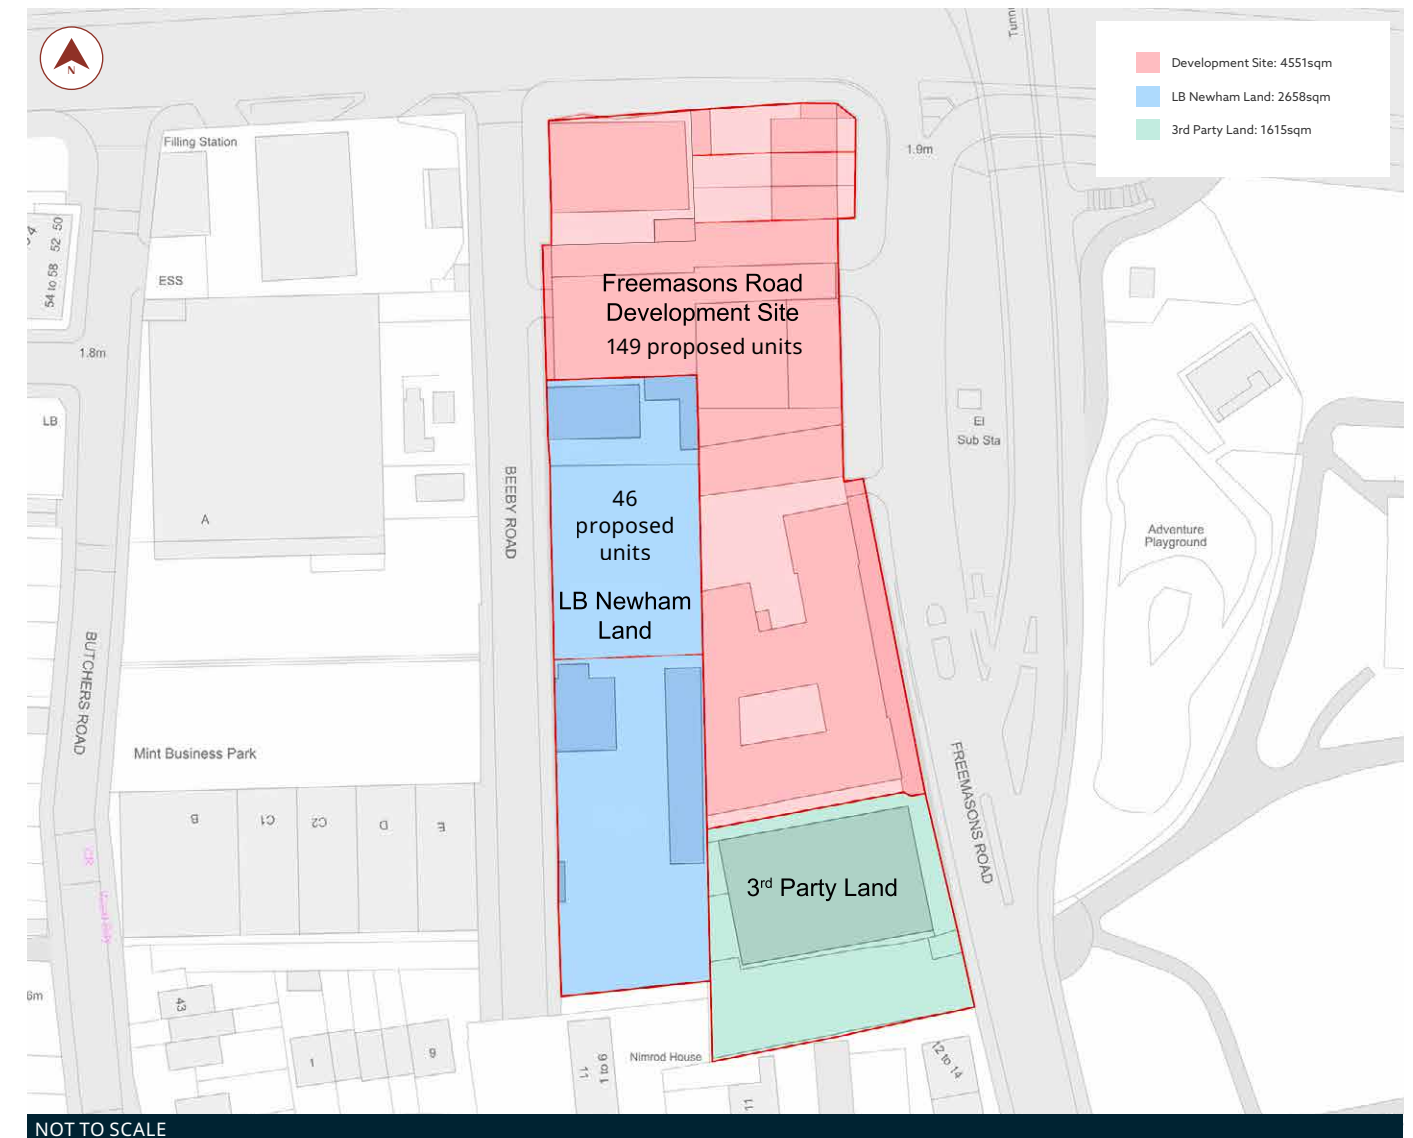 N
Development Site: 4551sqm
LB Newham Land: 2658sqm
3rd Party Land: 1615sqm
Filling Station
1.9m
54 to 58 52 50
ESS
Freemasons Road
Development Site
149 proposed units
1.8m
LB
El
Sub Sta
BEEBY ROAD
46
proposed
units
A
Adventure
Playground
LB Newham
Land
BUTCHERS ROAD
Mint Business Park
FREEMASONS ROAD
B
C1
C2
D
E
CR
3rd Party Land
6m
43
1
9
Nimrod House
1 to 9
11
12 to 14
11
NOT TO SCALE